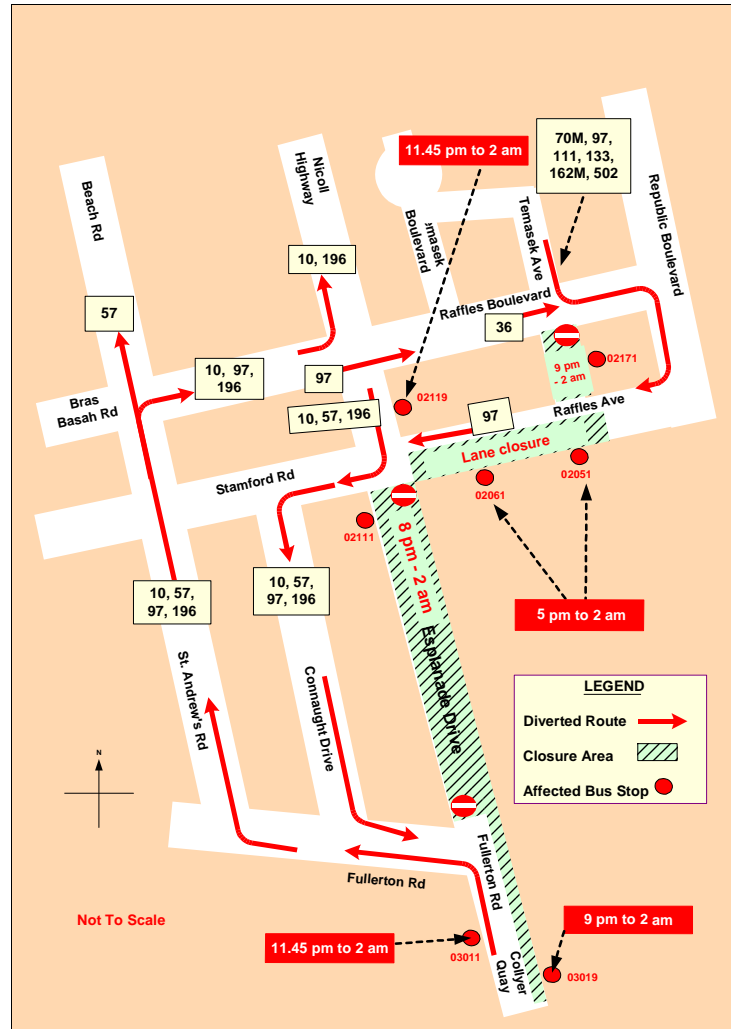 11.45 pm to 2 am
70M, 97,
111, 133,
162M, 502
Nicoll
Highway
Beach Rd
Temasek
Boulevard
Temasek Ave
Republic Boulevard
10, 196
57
Raffles Boulevard
36
10, 97,
196
97
9 pm
- 2 am
02171
Bras
Basah Rd
02119
10, 57, 196
97
Raffles Ave
Lane closure
Stamford Rd
02061
02051
02111
8 pm - 2 am
10, 57,
97, 196
10, 57,
97, 196
5 pm to 2 am
Esplanade Drive
St. Andrew's Rd
Connaught Drive
LEGEND
Diverted Route
Closure Area
Affected Bus Stop
N
Fullerton Rd
Fullerton Rd
Not To Scale
11.45 pm to 2 am
03011
Collyer
Quay
9 pm to 2 am
03019